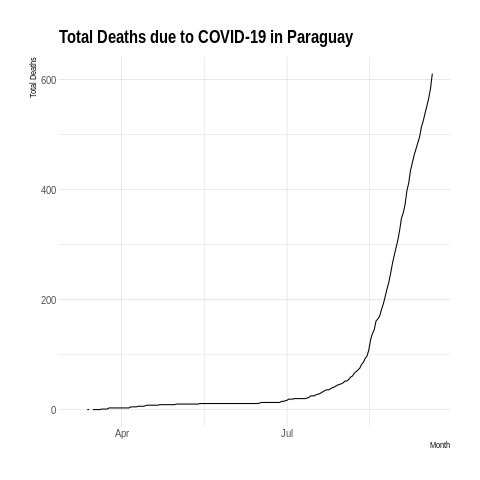 Total Deaths due to COVID-19 in Paraguay
Total Deaths
600
400
200
0
Apr
Jul
Month